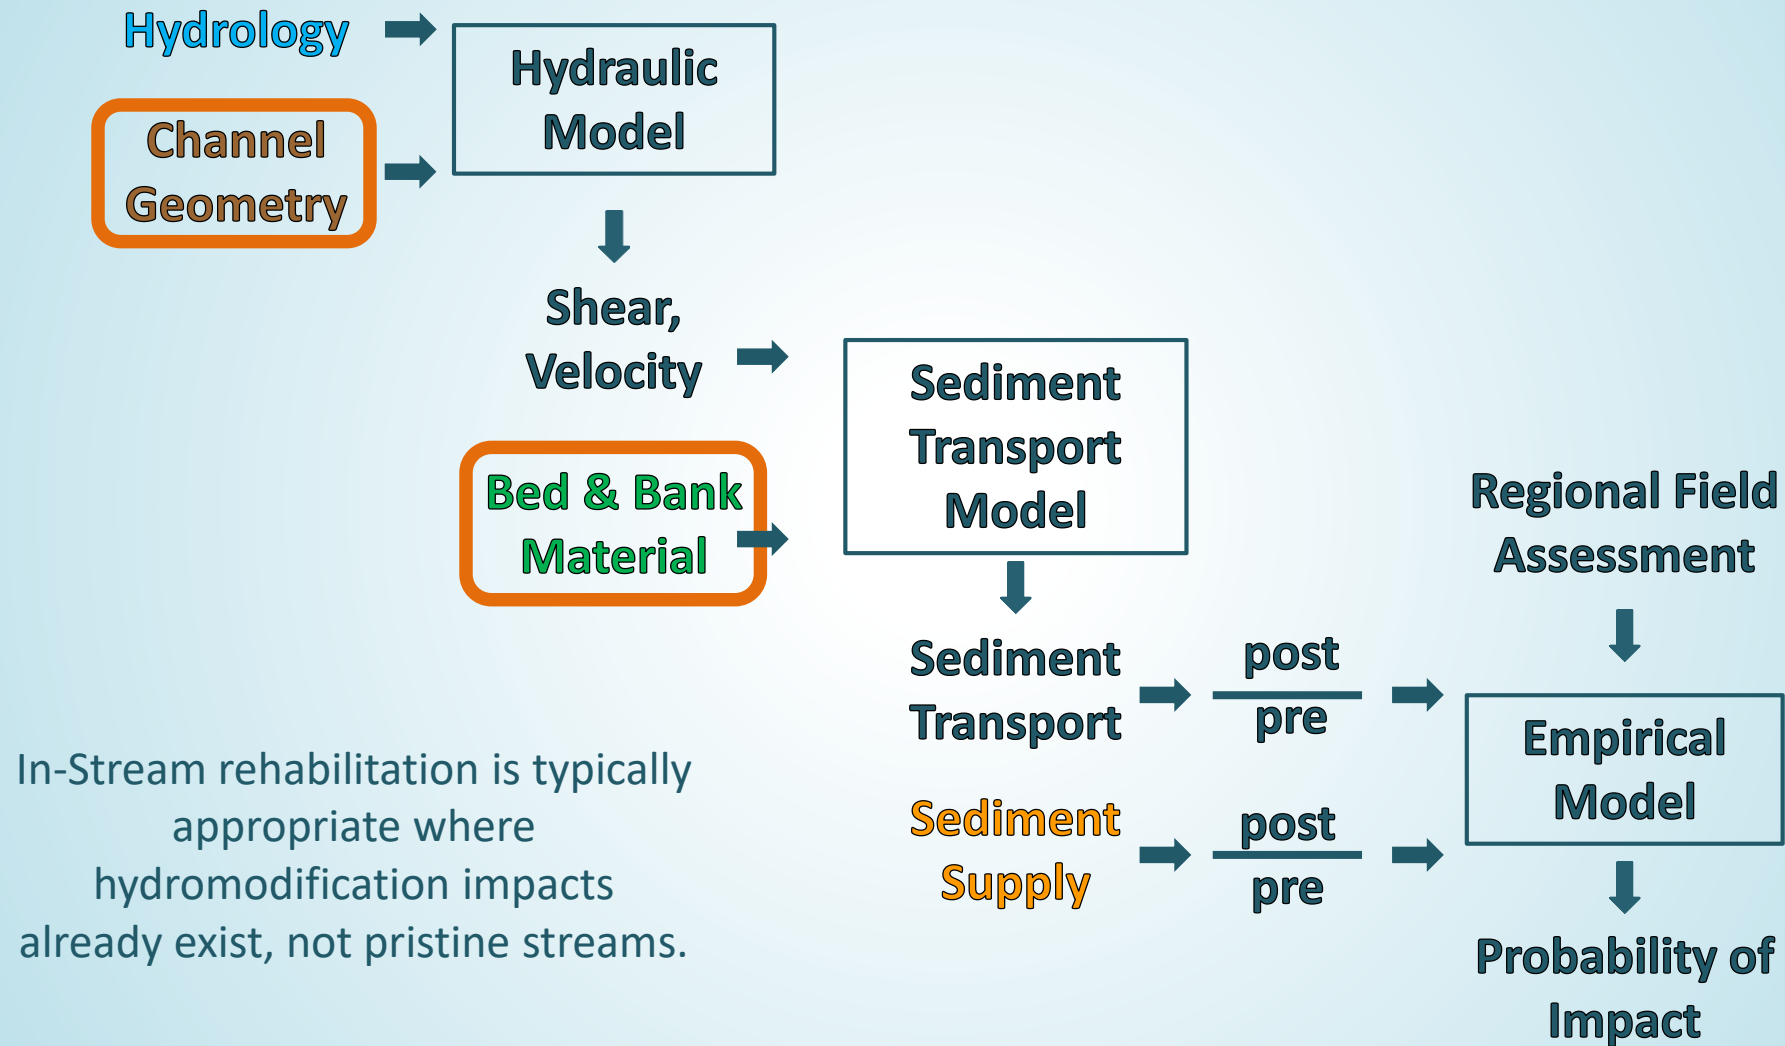 Hydrology
Hydraulic
Model
Channel
Geometry
Shear,
Velocity
Sediment
Transport
Model
Bed & Bank
Material
Regional Field
Assessment
Sediment
Transport
post
pre
Empirical
Model
Sediment
Supply
post
pre
Probability of
Impact
In-Stream rehabilitation is typically
appropriate where
hydromodification impacts
already exist, not pristine streams.